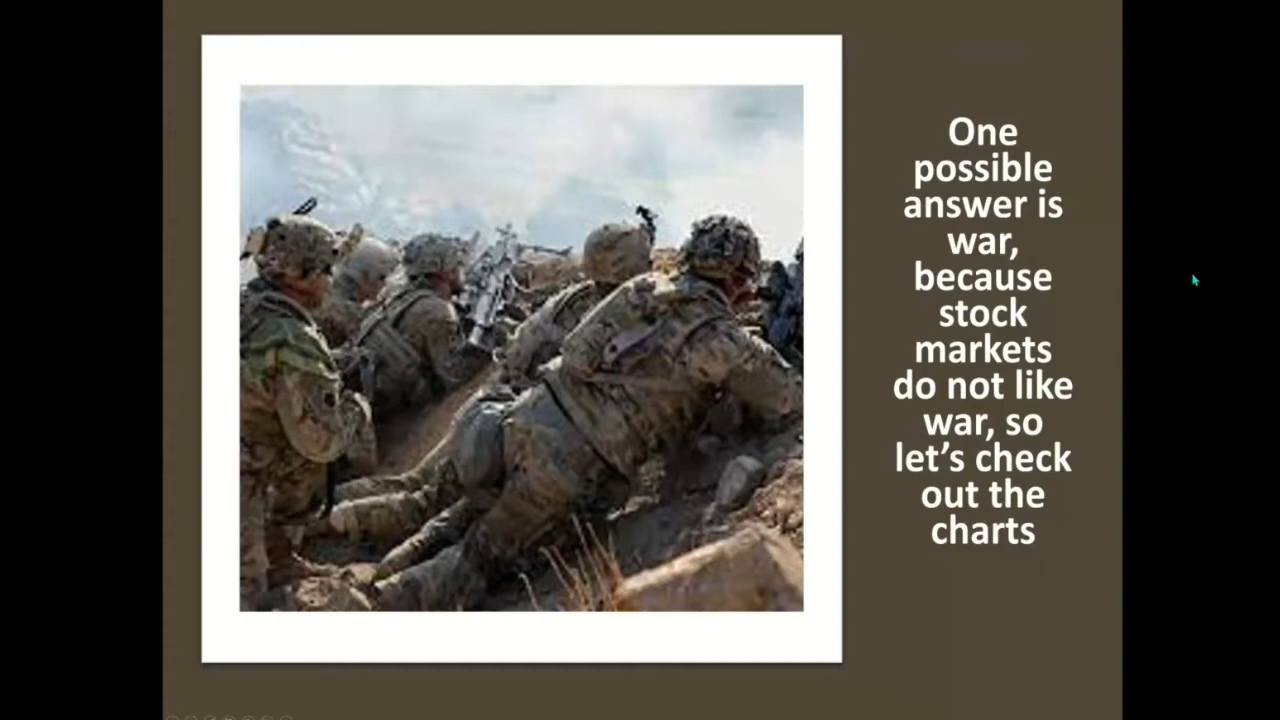 One
possible
answer is
war,
because
stock
markets
do not like
war, so
let’s check
out the
charts